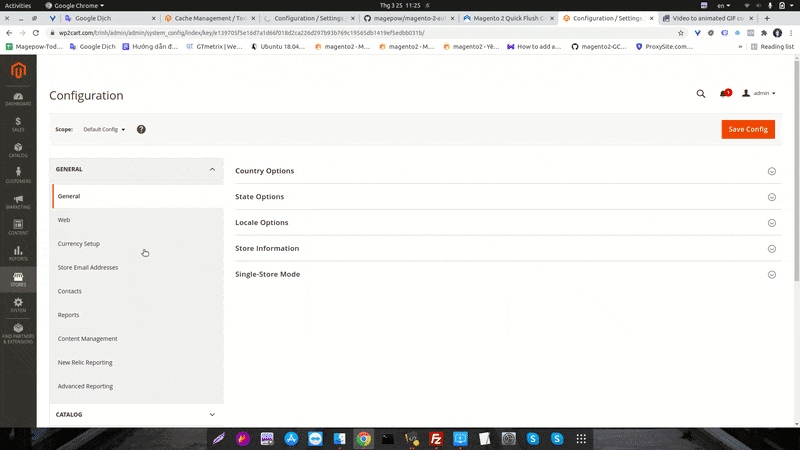 Activities Google Chrome Thg 3 25 11:25 en
Google Dịch Cache Management / Too Configuration / Settings / magepow/magento-2-aut Magento 2 Quick Flush C Configuration / Settings / Video to animated GIF co
wp2cart.com/trinh/admin/admin/system_config/index/key/
Magepow-Tod... Google Dịch Hướng dẫn đ... GTmetrix | We... Ubuntu 18.04... magento2 - Mag... magento2 - Yê... How to add a... magento2-GC... ProxySite.com... Reading list
Configuration
admin
DASHBOARD
Scope: Default Config ?
Save Config
SALES
CATALOG
CUSTOMERS
MARKETING
CONTENT
REPORTS
STORES
SYSTEM
FIND PARTNERS
& EXTENSIONS
GENERAL
General
Web
Currency Setup
Store Email Addresses
Contacts
Reports
Content Management
New Relic Reporting
Advanced Reporting
CATALOG
Country Options
State Options
Locale Options
Store Information
Single-Store Mode